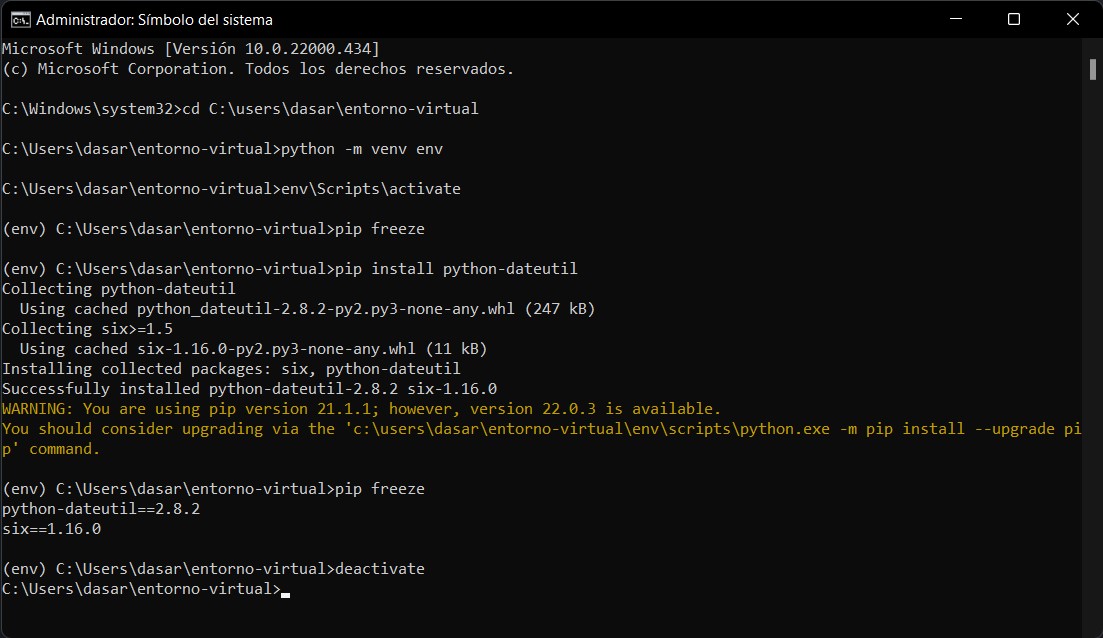 Administrador: Símbolo del sistema
Microsoft Windows [Versión 10.0.22000.434]
(c) Microsoft Corporation. Todos los derechos reservados.
C:\Windows\system32>cd C:\users\dasar\entorno-virtual
C:\Users\dasar\entorno-virtual>python -m venv env
C:\Users\dasar\entorno-virtual>env\Scripts\activate
(env) C:\Users\dasar\entorno-virtual>pip freeze
(env) C:\Users\dasar\entorno-virtual>pip install python-dateutil
Collecting python-dateutil
  Using cached python_dateutil-2.8.2-py2.py3-none-any.whl (247 kB)
Collecting six>=1.5
  Using cached six-1.16.0-py2.py3-none-any.whl (11 kB)
Installing collected packages: six, python-dateutil
Successfully installed python-dateutil-2.8.2 six-1.16.0
WARNING: You are using pip version 21.1.1; however, version 22.0.3 is available.
You should consider upgrading via the 'c:\users\dasar\entorno-virtual\env\scripts\python.exe -m pip install --upgrade pi
p' command.
(env) C:\Users\dasar\entorno-virtual>pip freeze
python-dateutil==2.8.2
six==1.16.0
(env) C:\Users\dasar\entorno-virtual>deactivate
C:\Users\dasar\entorno-virtual>